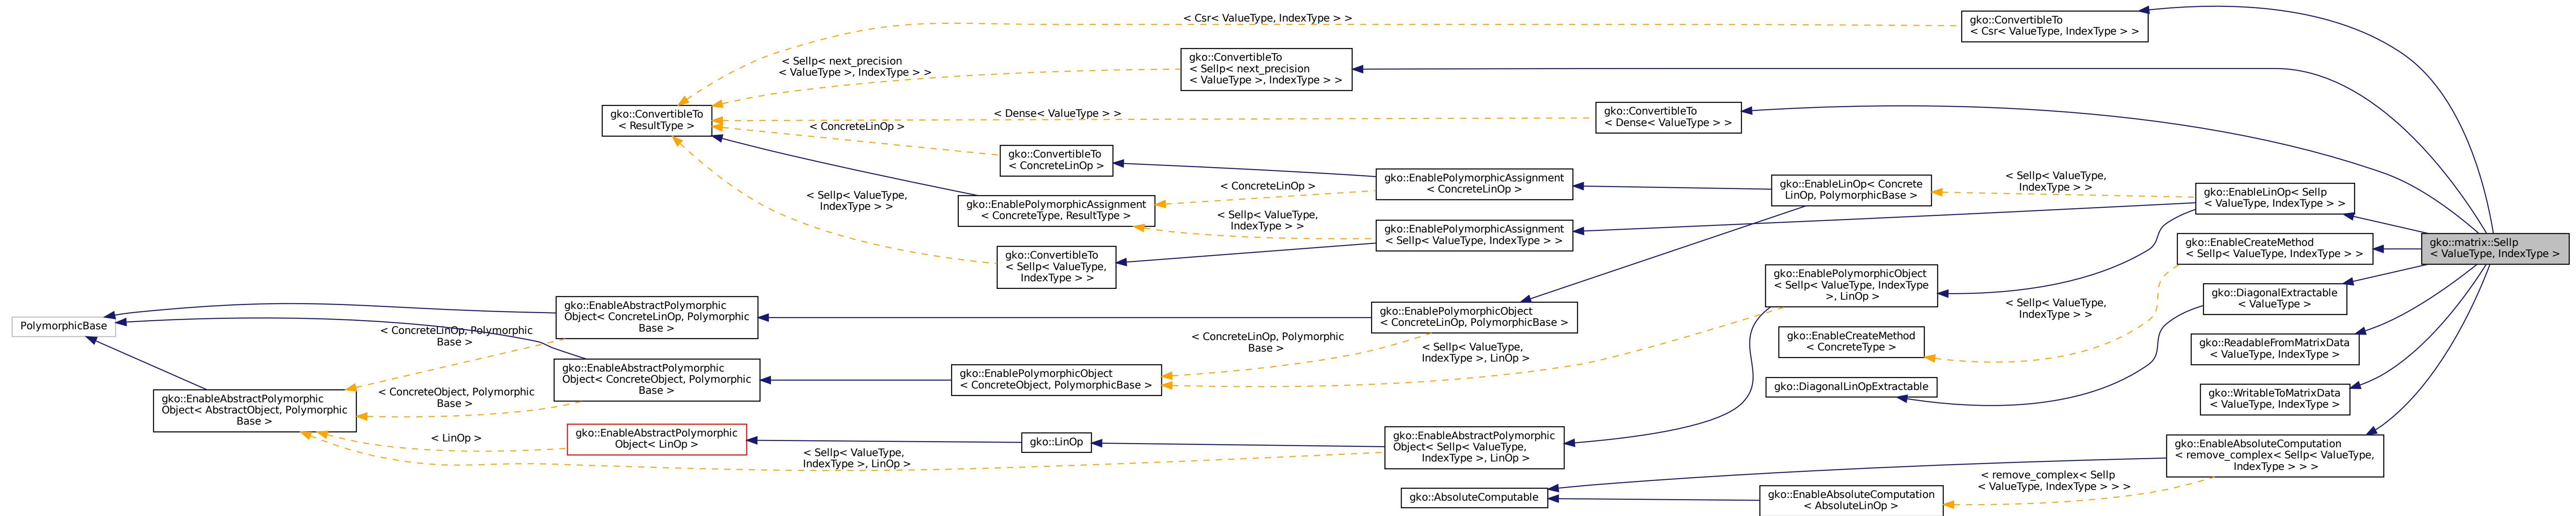 < Csr< ValueType, IndexType > >
gko::ConvertibleTo
< Csr< ValueType, IndexType > >
< Sellp< next_precision
< ValueType >, IndexType > >
gko::ConvertibleTo
< Sellp< next_precision
< ValueType >, IndexType > >
gko::ConvertibleTo
< ResultType >
< Dense< ValueType > >
gko::ConvertibleTo
< Dense< ValueType > >
< ConcreteLinOp >
gko::ConvertibleTo
< ConcreteLinOp >
gko::EnablePolymorphicAssignment
< ConcreteLinOp >
gko::EnableLinOp< Concrete
LinOp, PolymorphicBase >
< Sellp< ValueType,
IndexType > >
gko::EnableLinOp< Sellp
< ValueType, IndexType > >
< Sellp< ValueType,
IndexType > >
gko::EnablePolymorphicAssignment
< ConcreteType, ResultType >
< ConcreteLinOp >
< Sellp< ValueType,
IndexType > >
gko::EnablePolymorphicAssignment
< Sellp< ValueType, IndexType > >
gko::ConvertibleTo
< Sellp< ValueType,
IndexType > >
gko::EnableCreateMethod
< Sellp< ValueType, IndexType > >
gko::matrix::Sellp
< ValueType, IndexType >
gko::EnablePolymorphicObject
< Sellp< ValueType, IndexType
>, LinOp >
< Sellp< ValueType,
IndexType > >
gko::DiagonalExtractable
< ValueType >
PolymorphicBase
gko::EnableAbstractPolymorphic
Object< ConcreteLinOp, Polymorphic
Base >
gko::EnablePolymorphicObject
< ConcreteLinOp, PolymorphicBase >
gko::EnableCreateMethod
< ConcreteType >
gko::ReadableFromMatrixData
< ValueType, IndexType >
< ConcreteLinOp, Polymorphic
Base >
< ConcreteLinOp, Polymorphic
Base >
< Sellp< ValueType,
IndexType >, LinOp >
gko::EnableAbstractPolymorphic
Object< ConcreteObject, Polymorphic
Base >
gko::EnablePolymorphicObject
< ConcreteObject, PolymorphicBase >
gko::DiagonalLinOpExtractable
gko::WritableToMatrixData
< ValueType, IndexType >
gko::EnableAbstractPolymorphic
Object< AbstractObject, Polymorphic
Base >
< ConcreteObject, Polymorphic
Base >
< LinOp >
gko::EnableAbstractPolymorphic
Object< LinOp >
gko::LinOp
gko::EnableAbstractPolymorphic
Object< Sellp< ValueType,
IndexType >, LinOp >
< Sellp< ValueType,
IndexType >, LinOp >
gko::EnableAbsoluteComputation
< remove_complex< Sellp< ValueType,
IndexType > > >
gko::AbsoluteComputable
gko::EnableAbsoluteComputation
< AbsoluteLinOp >
< remove_complex< Sellp
< ValueType, IndexType > > >